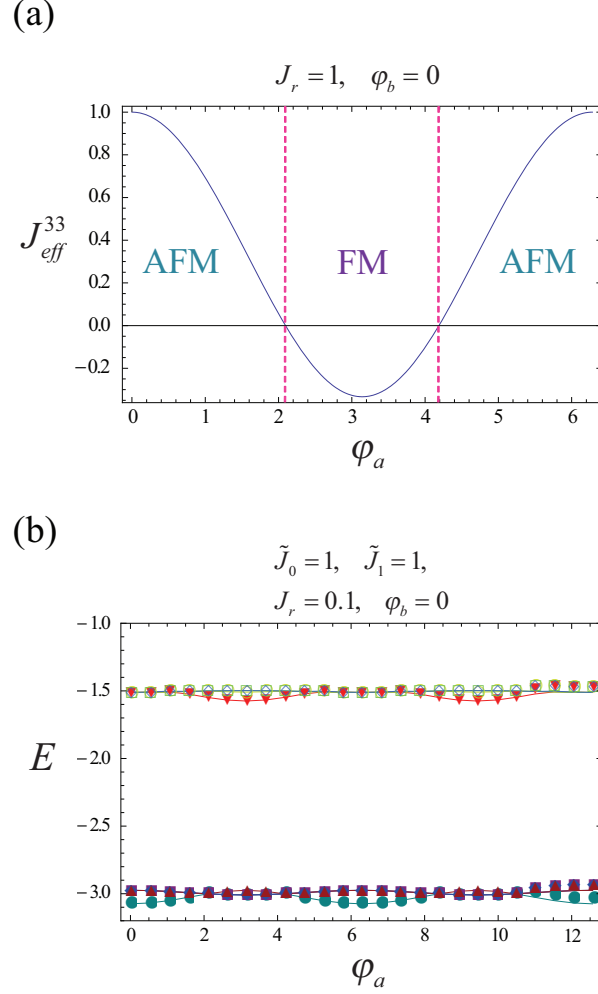 (a)
J_r = 1, φ_b = 0
1.0
0.8
0.6
0.4
0.2
0.0
−0.2
J_eff^33
AFM FM AFM
0 1 2 3 4 5 6
φ_a
(b)
J̃_0 = 1, J̃_1 = 1,
J_r = 0.1, φ_b = 0
−1.0
−1.5
−2.0
−2.5
−3.0
E
0 2 4 6 8 10 12
φ_a